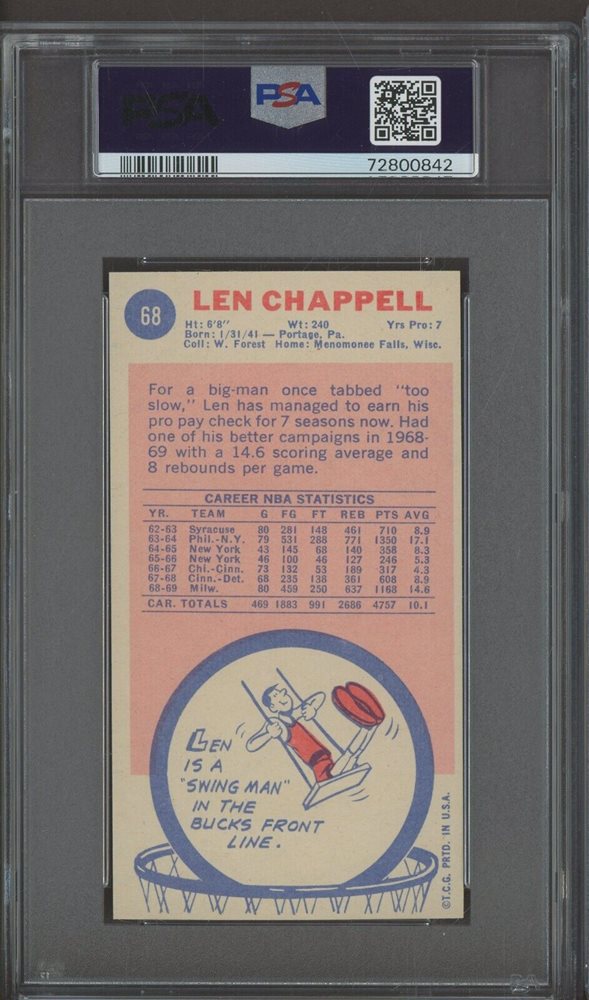 PSA
PSA
72800842
68
LEN CHAPPELL
Ht: 6'8" Wt: 240 Yrs Pro: 7
Born: 1/31/41 — Portage, Pa.
Coll: W. Forest Home: Menomonee Falls, Wisc.
For a big-man once tabbed "too
slow," Len has managed to earn his
pro pay check for 7 seasons now. Had
one of his better campaigns in 1968-
69 with a 14.6 scoring average and
8 rebounds per game.
CAREER NBA STATISTICS
YR. TEAM G FG FT REB PTS AVG
62-63 Syracuse 80 281 148 461 710 8.9
63-64 Phil.-N.Y. 79 531 288 771 1350 17.1
64-65 New York 43 145 68 140 358 8.3
65-66 New York 46 100 46 127 246 5.3
66-67 Chi.-Cinn. 73 132 53 189 317 4.3
67-68 Cinn.-Det. 68 235 138 361 608 8.9
68-69 Milw. 80 459 250 637 1168 14.6
CAR. TOTALS 469 1883 991 2686 4757 10.1
LEN
IS A
"SWING MAN"
IN THE
BUCKS FRONT
LINE.
©T.C.G. PRTD. IN U.S.A.